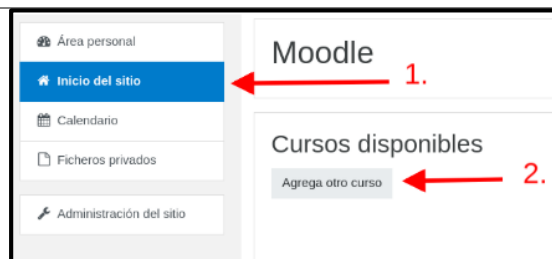 Área personal
Inicio del sitio
Calendario
Ficheros privados
Administración del sitio
Moodle
1.
Cursos disponibles
Agrega otro curso
2.